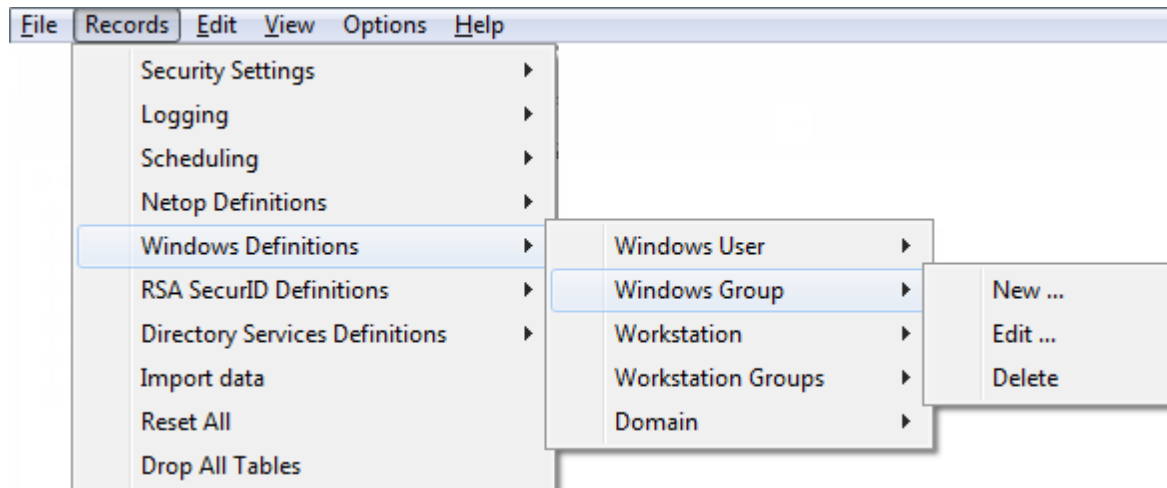 File Records Edit View Options Help
Security Settings
Logging
Scheduling
Netop Definitions
Windows Definitions
RSA SecurID Definitions
Directory Services Definitions
Import data
Reset All
Drop All Tables
Windows User
Windows Group
Workstation
Workstation Groups
Domain
New ...
Edit ...
Delete